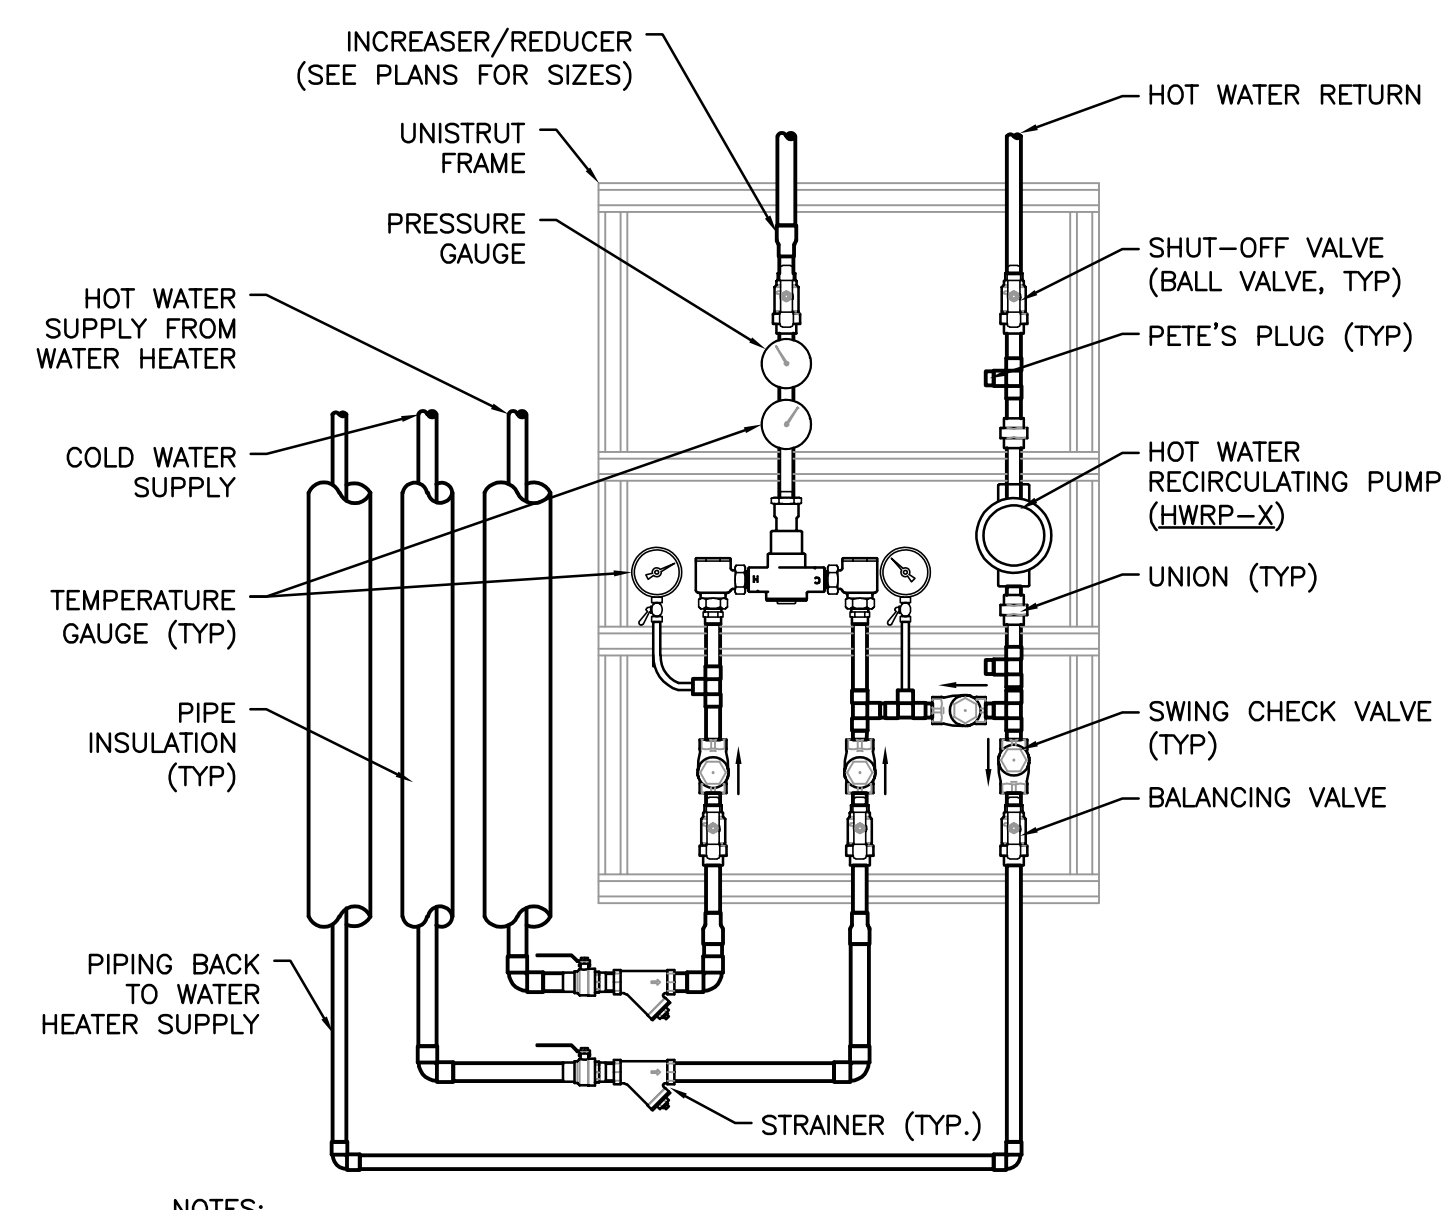 INCREASER/REDUCER
(SEE PLANS FOR SIZES)
UNISTRUT
FRAME
PRESSURE
GAUGE
HOT WATER
SUPPLY FROM
WATER HEATER
COLD WATER
SUPPLY
TEMPERATURE
GAUGE (TYP)
PIPE
INSULATION
(TYP)
PIPING BACK
TO WATER
HEATER SUPPLY
HOT WATER RETURN
SHUT-OFF VALVE
(BALL VALVE, TYP)
PETE'S PLUG (TYP)
HOT WATER
RECIRCULATING PUMP
(HWRP-X)
UNION (TYP)
SWING CHECK VALVE
(TYP)
BALANCING VALVE
H
C
STRAINER (TYP.)
NOTES: